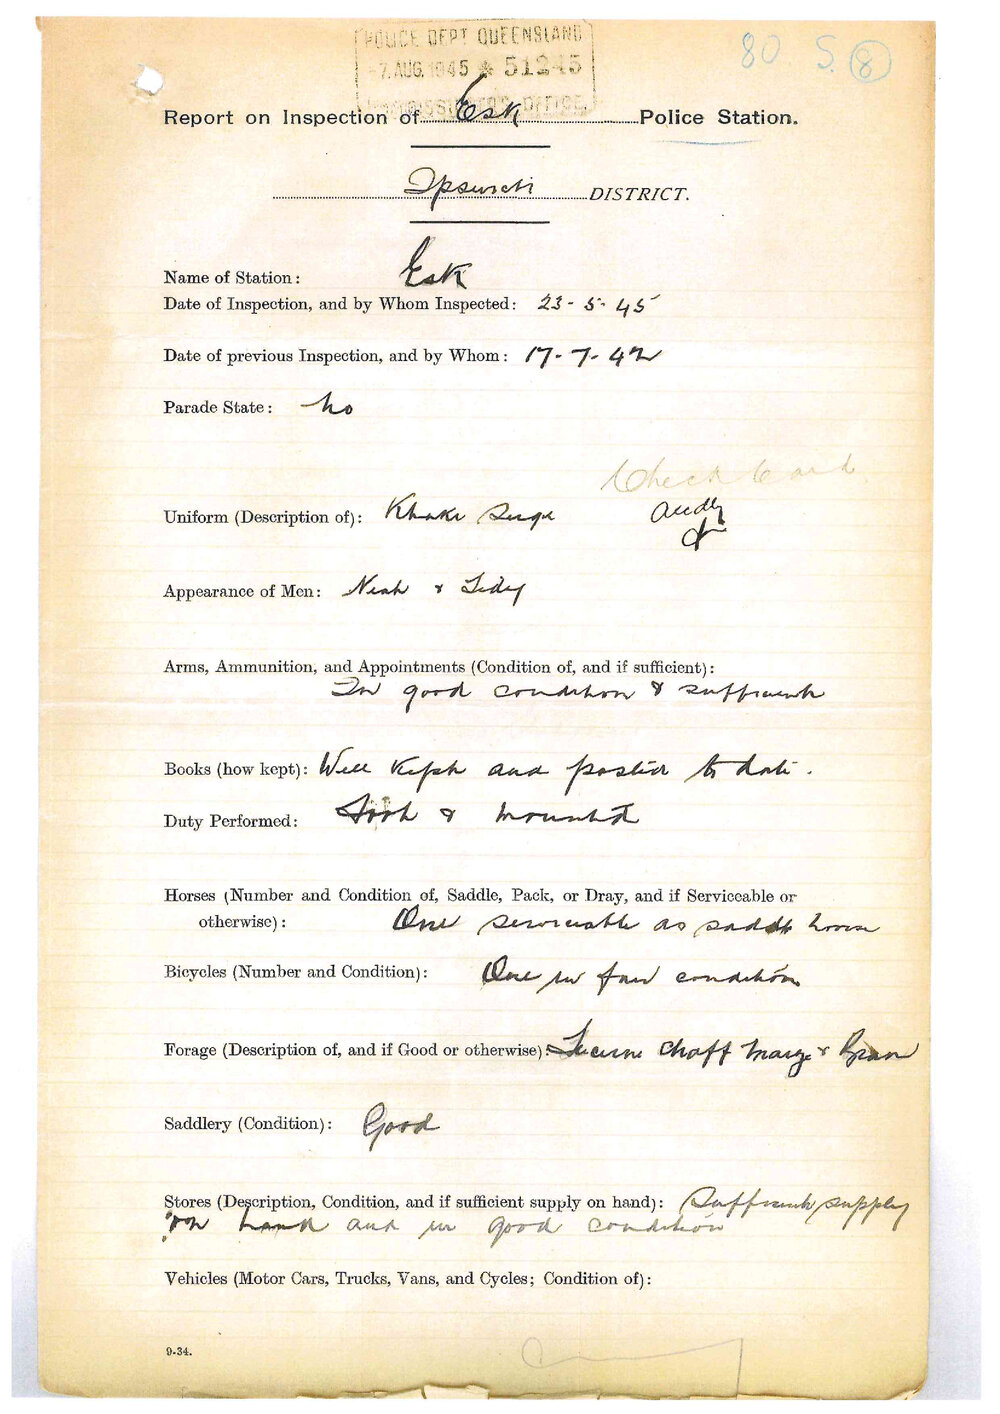 POLICE DEPT QUEENSLAND
80 S. 8
-7. AUG. 1945 * 51245
COMMISSIONER'S OFFICE
Report on Inspection of Esk Police Station.
Ipswich DISTRICT.
Name of Station: Esk
Date of Inspection, and by Whom Inspected: 23-5-45
Date of previous Inspection, and by Whom: 17-7-42
Parade State: No
Check Card
Uniform (Description of): Khaki Serge
Appearance of Men: Neat & Tidy
Arms, Ammunition, and Appointments (Condition of, and if sufficient):
In good condition & sufficient
Books (how kept): Well kept and posted to date.
Duty Performed: Foot & Mounted
Horses (Number and Condition of, Saddle, Pack, or Dray, and if Serviceable or
otherwise): One serviceable as saddle horse
Bicycles (Number and Condition): One in fair condition
Forage (Description of, and if Good or otherwise): Lucerne Chaff Maize & Bran
Saddlery (Condition): Good
Stores (Description, Condition, and if sufficient supply on hand): Sufficient supply
on hand and in good condition
Vehicles (Motor Cars, Trucks, Vans, and Cycles; Condition of):
9-34.